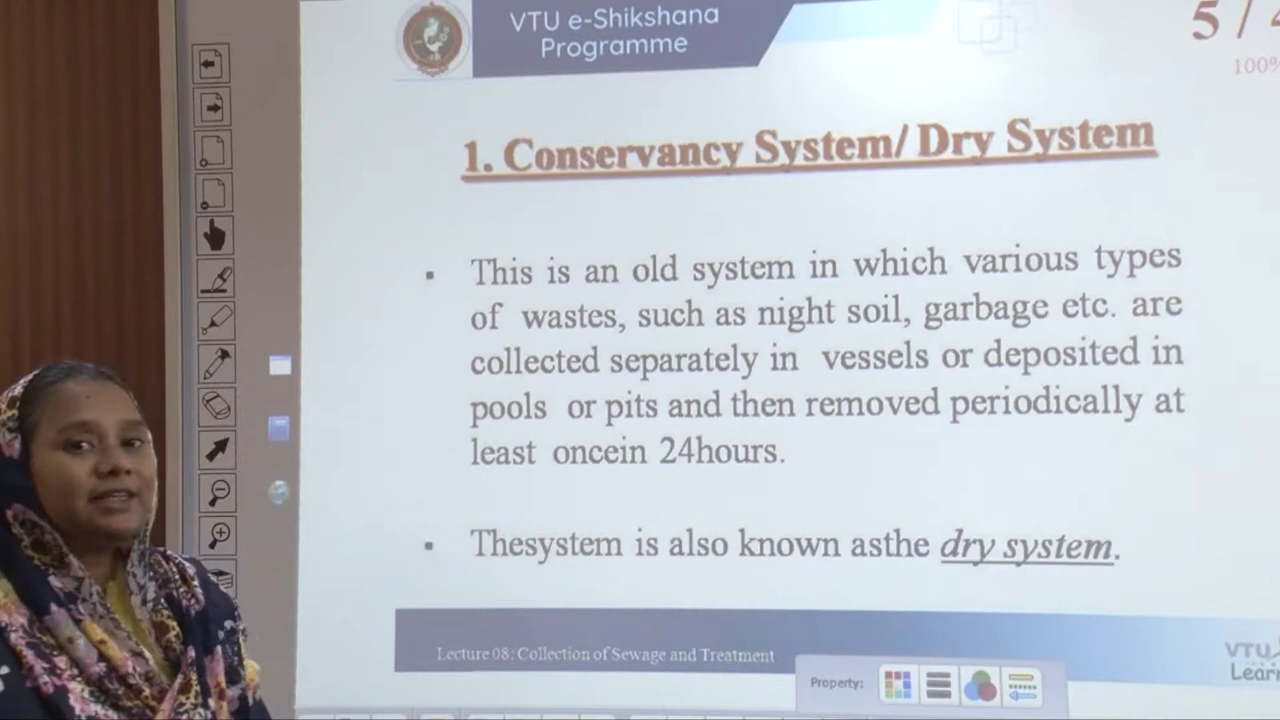 VTU e-Shikshana
Programme
5 / 4
100%
1. Conservancy System/ Dry System
▪ This is an old system in which various types
of wastes, such as night soil, garbage etc. are
collected separately in vessels or deposited in
pools or pits and then removed periodically at
least oncein 24hours.
▪ Thesystem is also known asthe dry system.
Lecture 08: Collection of Sewage and Treatment
VTU
Learn
Property: